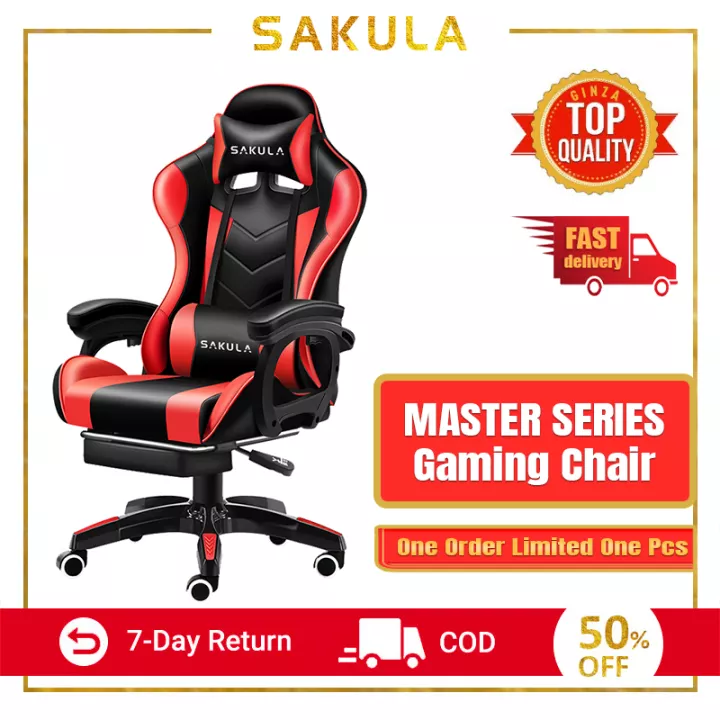 SAKULA
GINZA
TOP
QUALITY
SAKULA
FAST
delivery
SAKULA
MASTER SERIES
Gaming Chair
One Order Limited One Pcs
7-Day Return
COD
50%
OFF